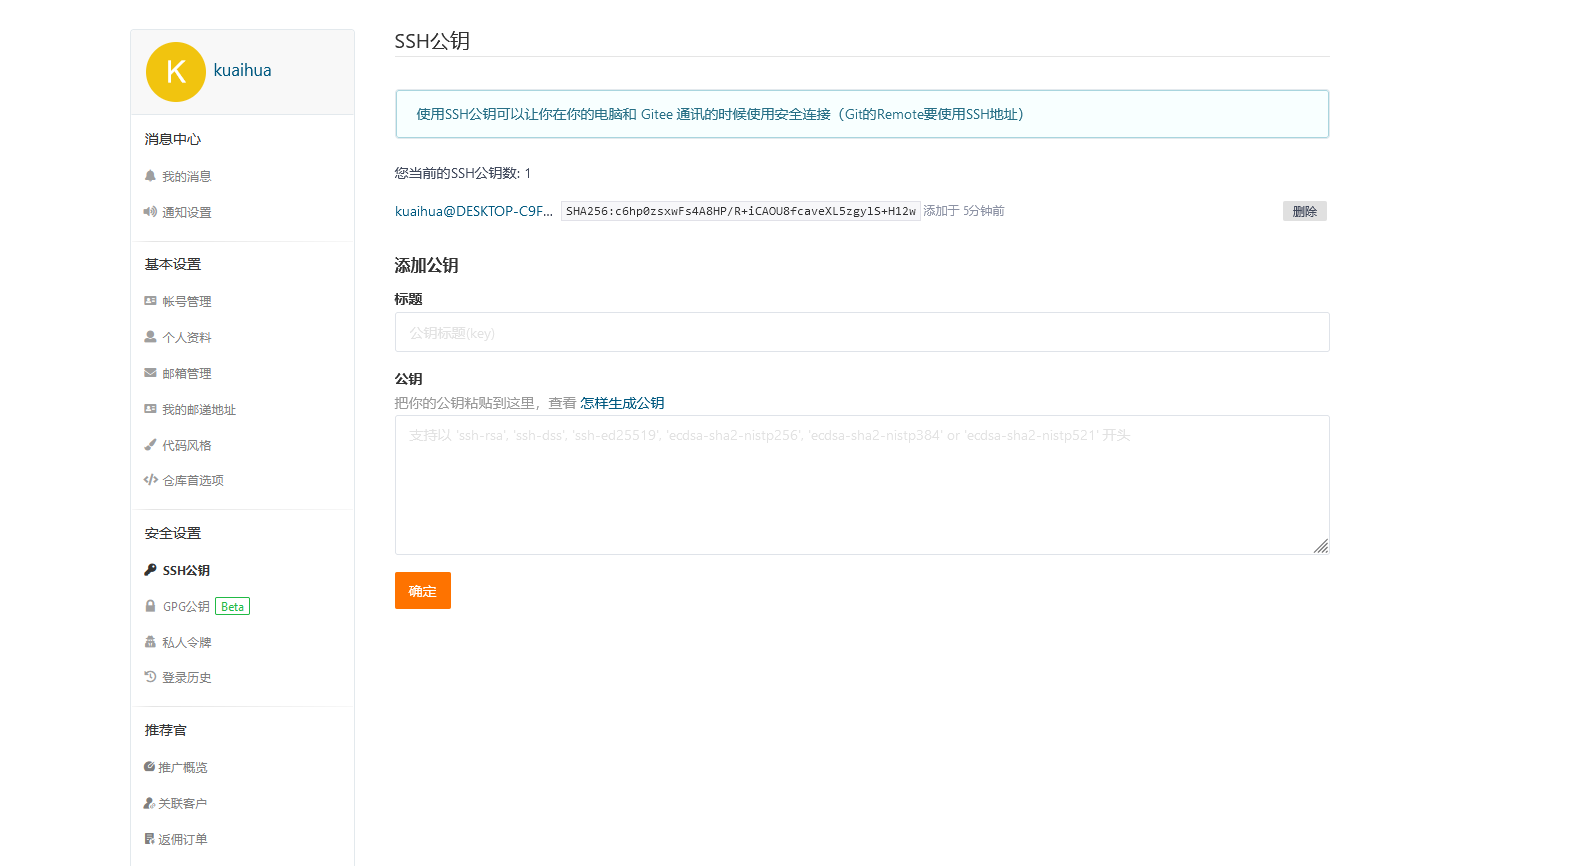 K
kuaihua
消息中心
我的消息
通知设置
基本设置
帐号管理
个人资料
邮箱管理
我的邮递地址
代码风格
仓库首选项
安全设置
SSH公钥
GPG公钥 Beta
私人令牌
登录历史
推荐官
推广概览
关联客户
返佣订单
SSH公钥
使用SSH公钥可以让你在你的电脑和 Gitee 通讯的时候使用安全连接（Git的Remote要使用SSH地址）
您当前的SSH公钥数: 1
kuaihua@DESKTOP-C9F... SHA256:c6hp0zsxwFs4A8HP/R+iCAOU8fcaveXL5zgylS+H12w 添加于 5分钟前 删除
添加公钥
标题
公钥标题(key)
公钥
把你的公钥粘贴到这里，查看 怎样生成公钥
支持以 'ssh-rsa', 'ssh-dss', 'ssh-ed25519', 'ecdsa-sha2-nistp256', 'ecdsa-sha2-nistp384' or 'ecdsa-sha2-nistp521' 开头
确定